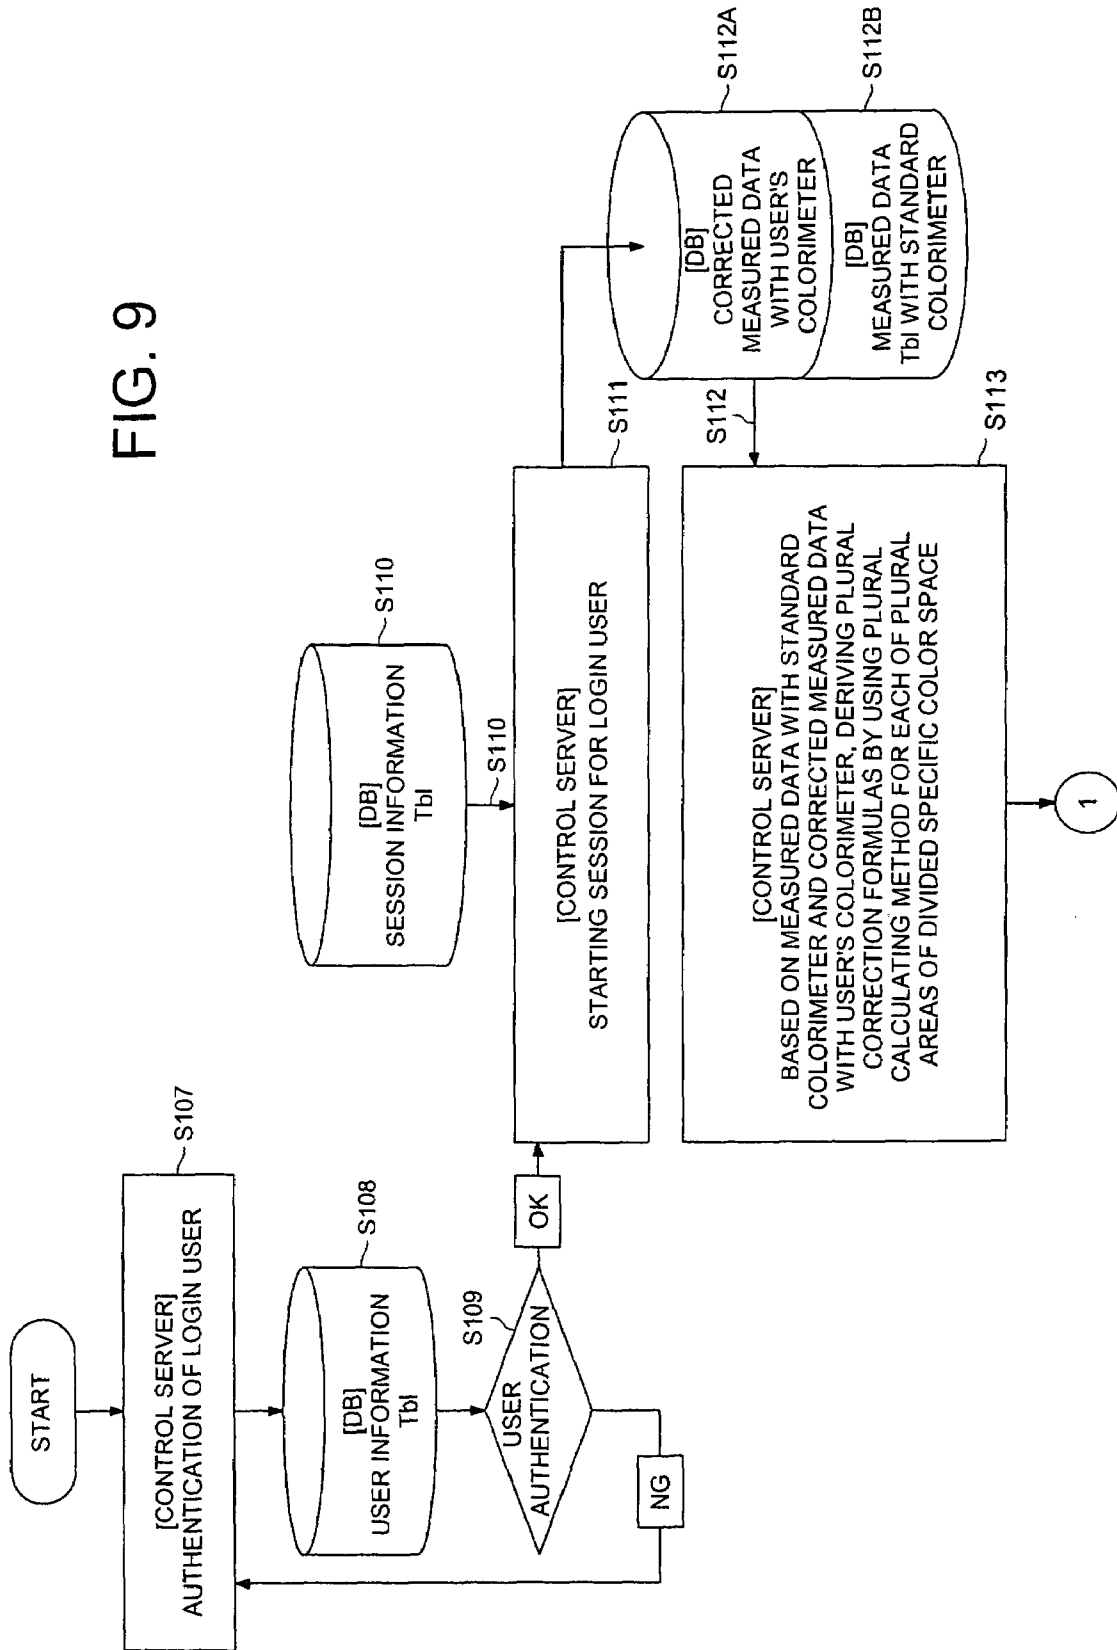 FIG. 9
START
S107
[CONTROL SERVER]
AUTHENTICATION OF LOGIN USER
S108
[DB]
USER INFORMATION
Tbl
S109
USER
AUTHENTICATION
OK
NG
S110
[DB]
SESSION INFORMATION
Tbl
S110
S111
[CONTROL SERVER]
STARTING SESSION FOR LOGIN USER
S112A
[DB]
CORRECTED
MEASURED DATA
WITH USER'S
COLORIMETER
S112B
[DB]
MEASURED DATA
Tbl WITH STANDARD
COLORIMETER
S112
S113
[CONTROL SERVER]
BASED ON MEASURED DATA WITH STANDARD
COLORIMETER AND CORRECTED MEASURED DATA
WITH USER'S COLORIMETER, DERIVING PLURAL
CORRECTION FORMULAS BY USING PLURAL
CALCULATING METHOD FOR EACH OF PLURAL
AREAS OF DIVIDED SPECIFIC COLOR SPACE
1